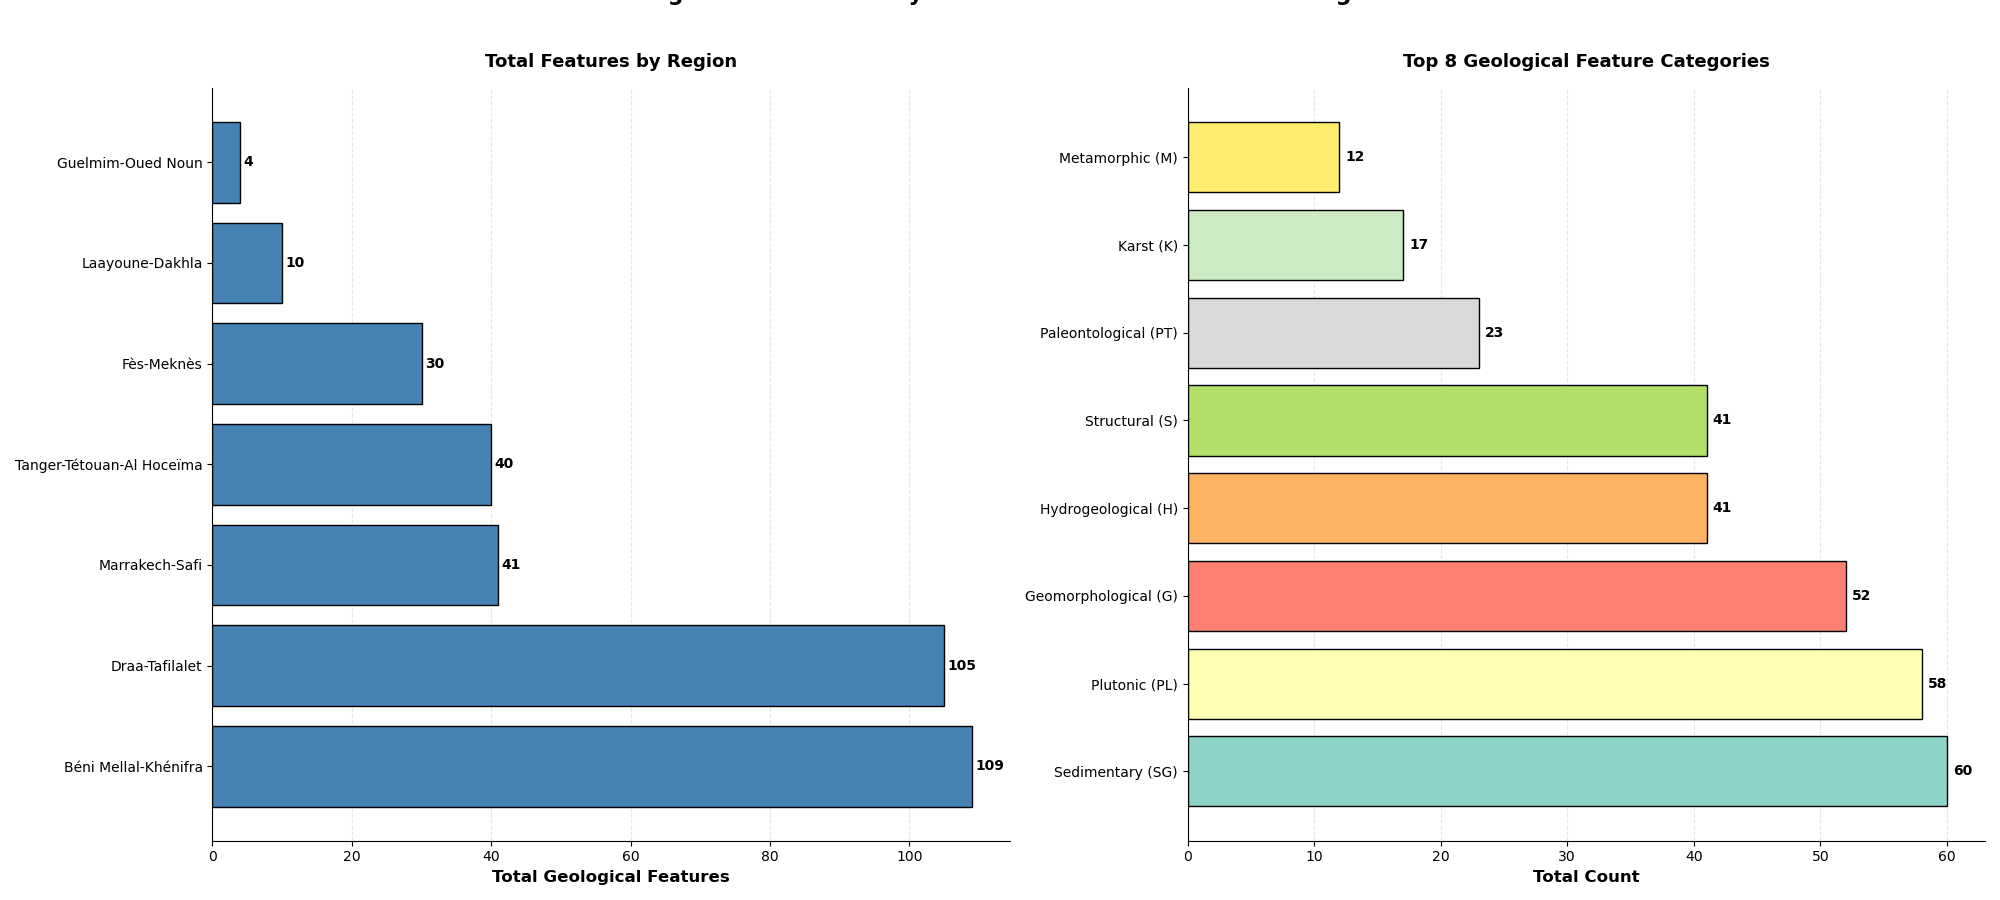 Total Features by Region
Guelmim-Oued Noun
4
Laayoune-Dakhla
10
Fès-Meknès
30
Tanger-Tétouan-Al Hoceïma
40
Marrakech-Safi
41
Draa-Tafilalet
105
Béni Mellal-Khénifra
109
0 20 40 60 80 100
Total Geological Features
Top 8 Geological Feature Categories
Metamorphic (M)
12
Karst (K)
17
Paleontological (PT)
23
Structural (S)
41
Hydrogeological (H)
41
Geomorphological (G)
52
Plutonic (PL)
58
Sedimentary (SG)
60
0 10 20 30 40 50 60
Total Count